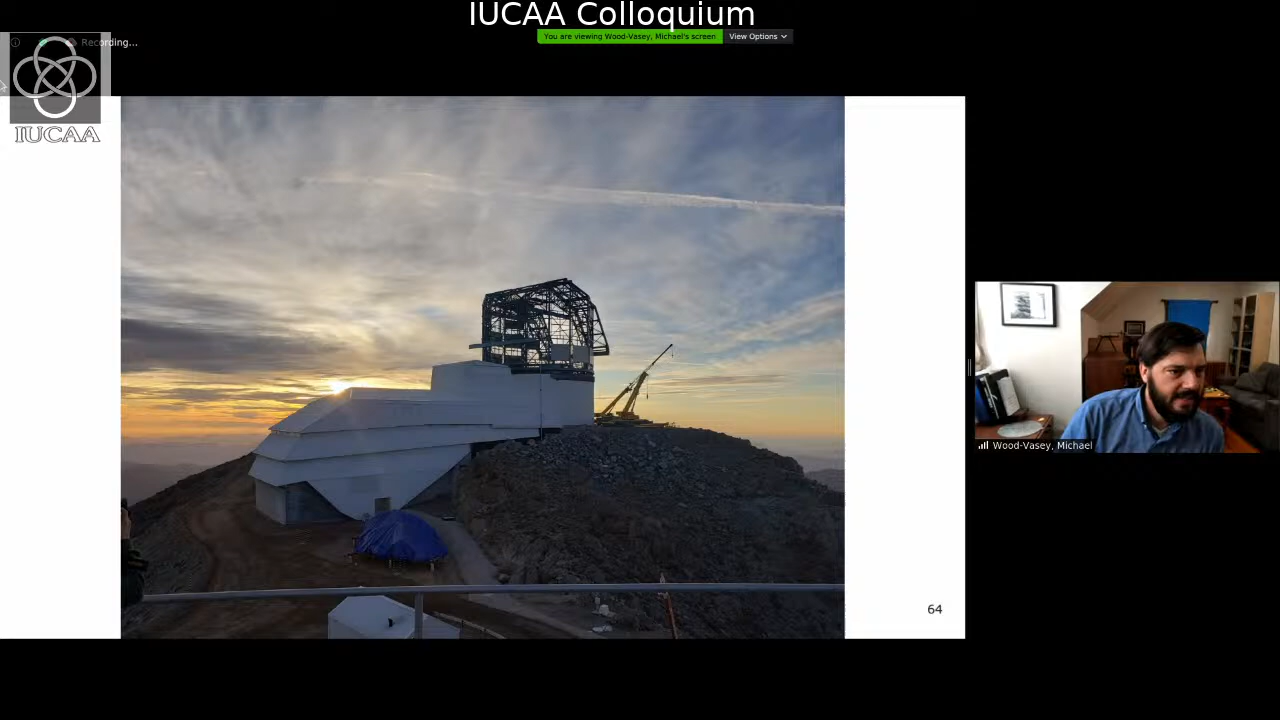 IUCAA Colloquium
You are viewing Wood-Vasey, Michael's screen
View Options
Recording...
IUCAA
Wood-Vasey, Michael
64